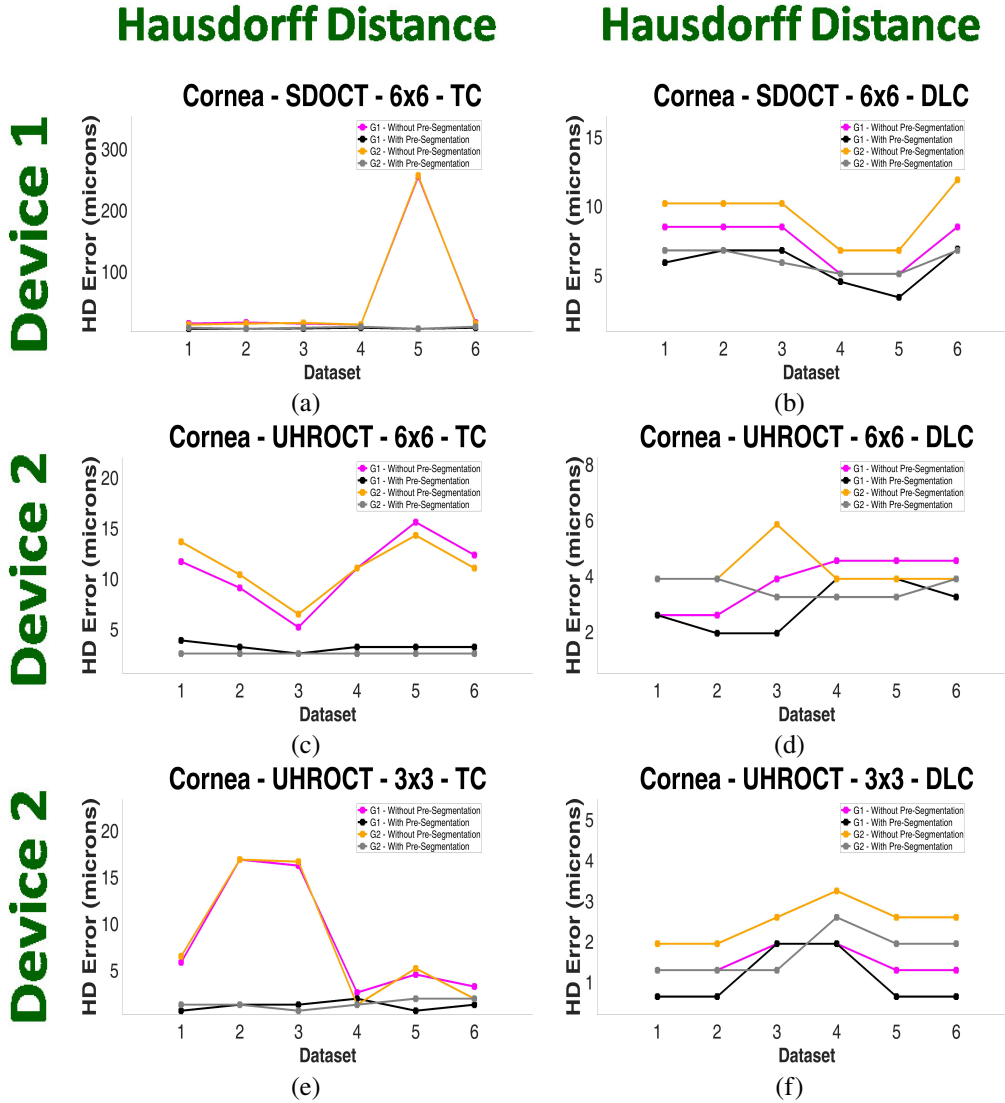 Hausdorff Distance
Hausdorff Distance
Device 1
Cornea - SDOCT - 6x6 - TC
HD Error (microns)
300
200
100
G1 - Without Pre-Segmentation
G1 - With Pre-Segmentation
G2 - Without Pre-Segmentation
G2 - With Pre-Segmentation
1 2 3 4 5 6
Dataset
(a)
Cornea - SDOCT - 6x6 - DLC
HD Error (microns)
15
10
5
G1 - Without Pre-Segmentation
G1 - With Pre-Segmentation
G2 - Without Pre-Segmentation
G2 - With Pre-Segmentation
1 2 3 4 5 6
Dataset
(b)
Device 2
Cornea - UHROCT - 6x6 - TC
HD Error (microns)
20
15
10
5
G1 - Without Pre-Segmentation
G1 - With Pre-Segmentation
G2 - Without Pre-Segmentation
G2 - With Pre-Segmentation
1 2 3 4 5 6
Dataset
(c)
Cornea - UHROCT - 6x6 - DLC
HD Error (microns)
8
6
4
2
G1 - Without Pre-Segmentation
G1 - With Pre-Segmentation
G2 - Without Pre-Segmentation
G2 - With Pre-Segmentation
1 2 3 4 5 6
Dataset
(d)
Device 2
Cornea - UHROCT - 3x3 - TC
HD Error (microns)
20
15
10
5
G1 - Without Pre-Segmentation
G1 - With Pre-Segmentation
G2 - Without Pre-Segmentation
G2 - With Pre-Segmentation
1 2 3 4 5 6
Dataset
(e)
Cornea - UHROCT - 3x3 - DLC
HD Error (microns)
5
4
3
2
1
G1 - Without Pre-Segmentation
G1 - With Pre-Segmentation
G2 - Without Pre-Segmentation
G2 - With Pre-Segmentation
1 2 3 4 5 6
Dataset
(f)